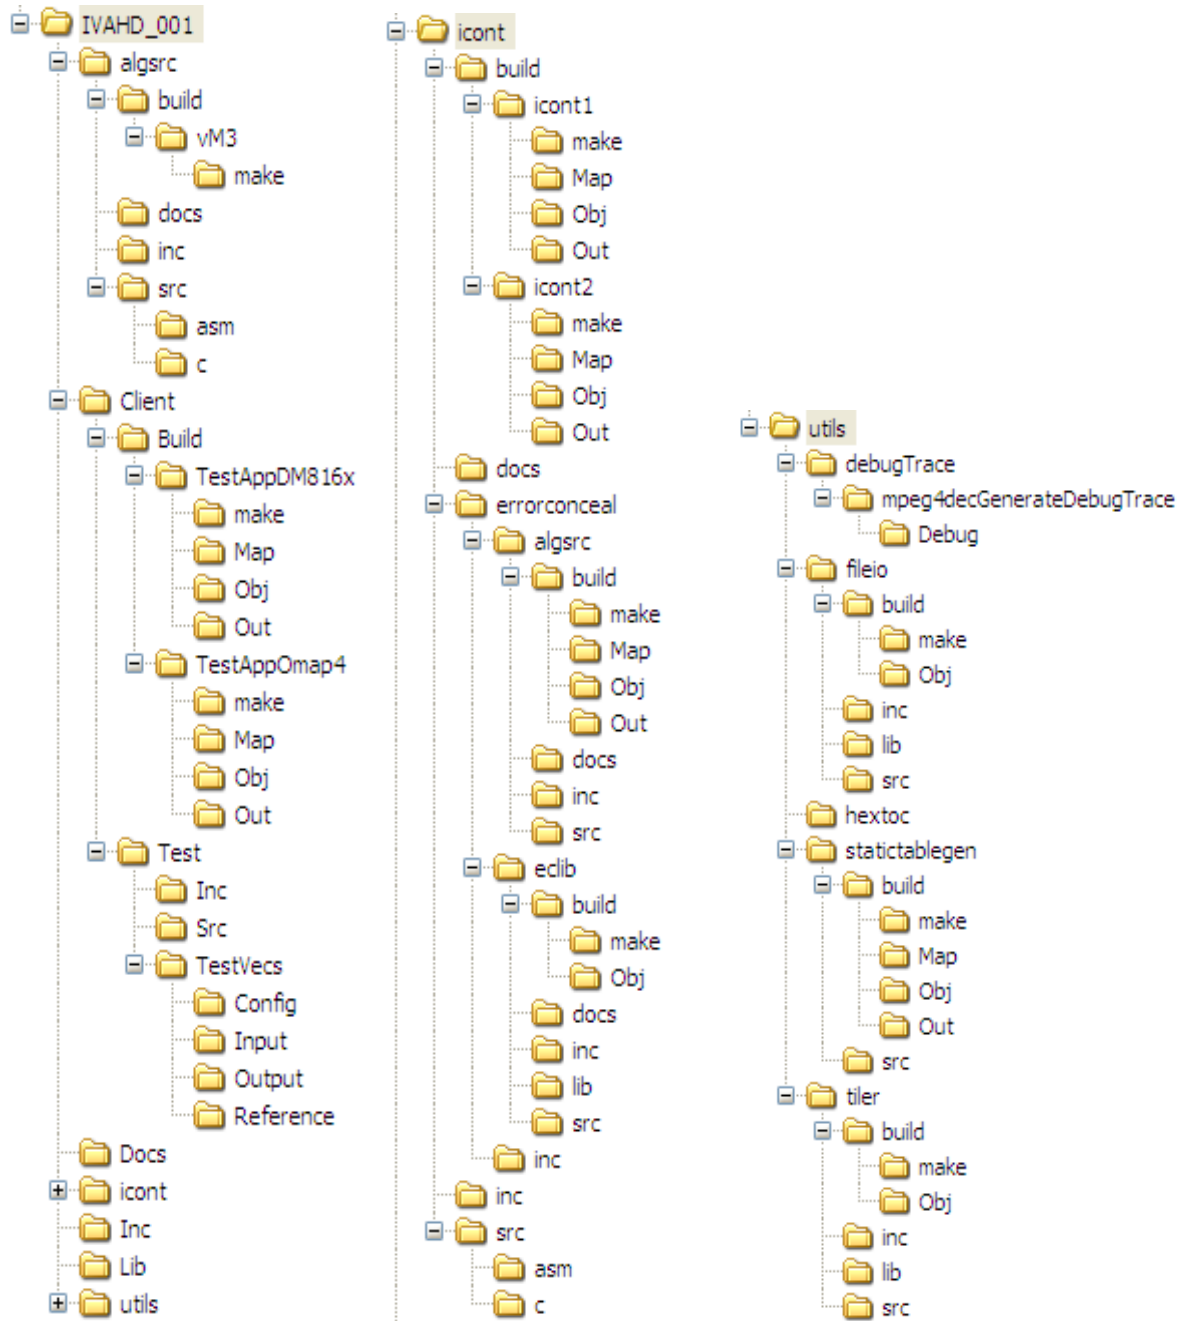 IVAHD_001
algsrc
build
vM3
make
docs
inc
src
asm
c
Client
Build
TestAppDM816x
make
Map
Obj
Out
TestAppOmap4
make
Map
Obj
Out
Test
Inc
Src
TestVecs
Config
Input
Output
Reference
Docs
icont
Inc
Lib
utils
icont
build
icont1
make
Map
Obj
Out
icont2
make
Map
Obj
Out
docs
errorconceal
algsrc
build
make
Map
Obj
Out
docs
inc
src
eclib
build
make
Obj
docs
inc
lib
src
inc
inc
src
asm
c
utils
debugTrace
mpeg4decGenerateDebugTrace
Debug
fileio
build
make
Obj
inc
lib
src
hextoc
statictablegen
build
make
Map
Obj
Out
src
tiler
build
make
Obj
inc
lib
src